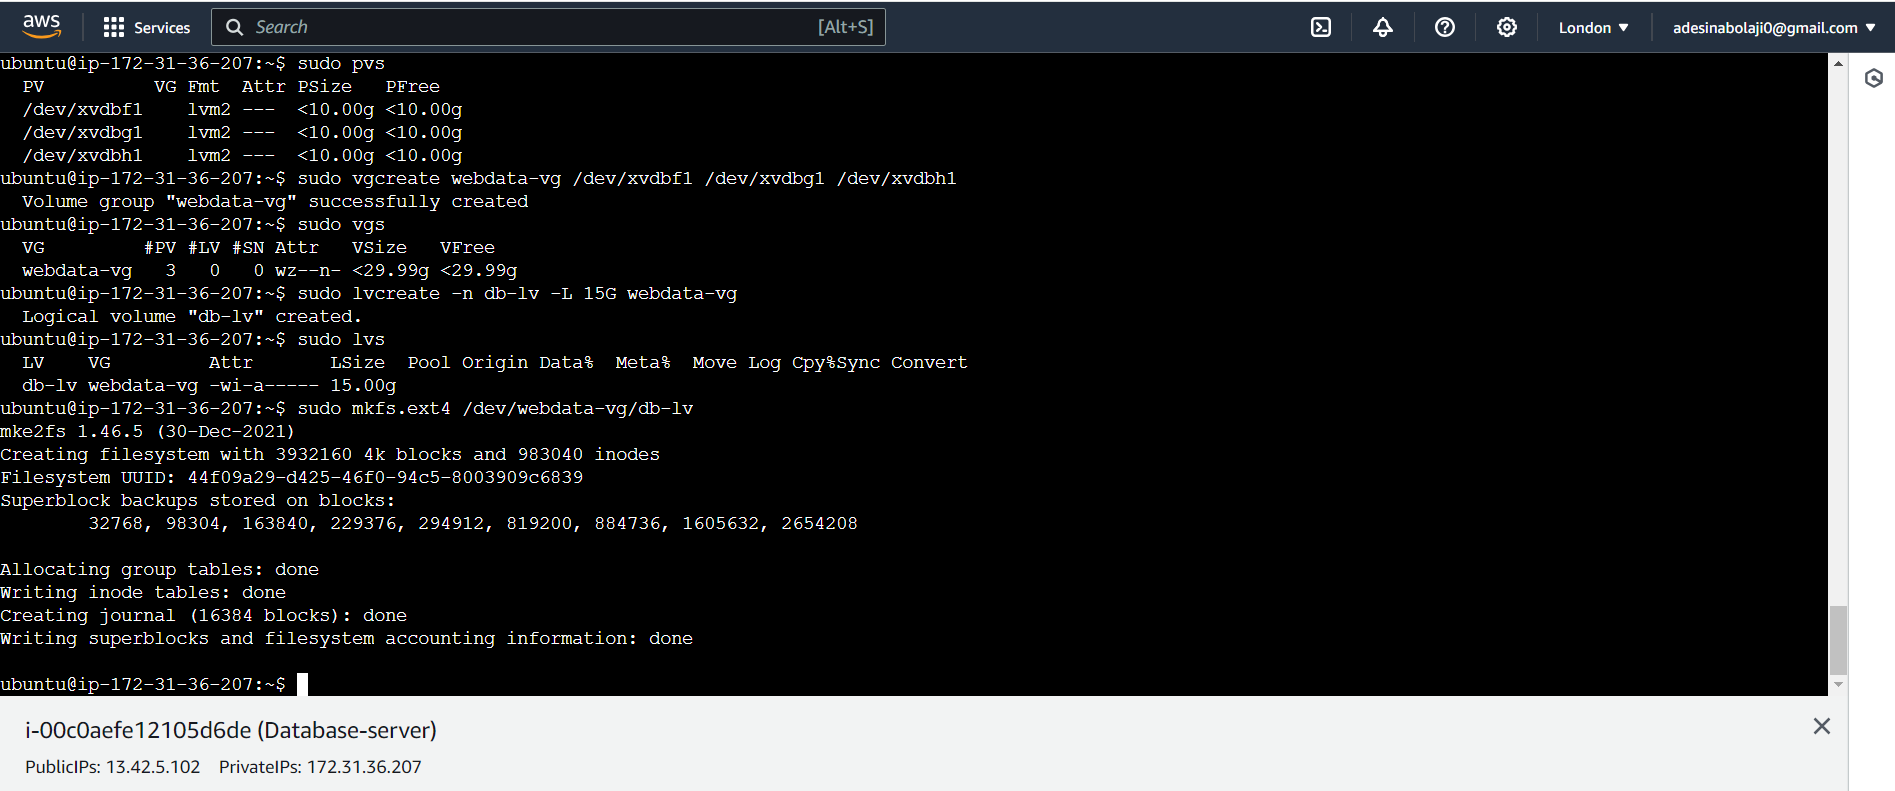 aws Services Search [Alt+S] London adesinabolaji0@gmail.com
ubuntu@ip-172-31-36-207:~$ sudo pvs
  PV          VG Fmt  Attr PSize   PFree
  /dev/xvdbf1    lvm2 ---  <10.00g <10.00g
  /dev/xvdbg1    lvm2 ---  <10.00g <10.00g
  /dev/xvdbh1    lvm2 ---  <10.00g <10.00g
ubuntu@ip-172-31-36-207:~$ sudo vgcreate webdata-vg /dev/xvdbf1 /dev/xvdbg1 /dev/xvdbh1
  Volume group "webdata-vg" successfully created
ubuntu@ip-172-31-36-207:~$ sudo vgs
  VG         #PV #LV #SN Attr   VSize   VFree
  webdata-vg   3   0   0 wz--n- <29.99g <29.99g
ubuntu@ip-172-31-36-207:~$ sudo lvcreate -n db-lv -L 15G webdata-vg
  Logical volume "db-lv" created.
ubuntu@ip-172-31-36-207:~$ sudo lvs
  LV    VG         Attr       LSize  Pool Origin Data%  Meta%  Move Log Cpy%Sync Convert
  db-lv webdata-vg -wi-a----- 15.00g
ubuntu@ip-172-31-36-207:~$ sudo mkfs.ext4 /dev/webdata-vg/db-lv
mke2fs 1.46.5 (30-Dec-2021)
Creating filesystem with 3932160 4k blocks and 983040 inodes
Filesystem UUID: 44f09a29-d425-46f0-94c5-8003909c6839
Superblock backups stored on blocks:
        32768, 98304, 163840, 229376, 294912, 819200, 884736, 1605632, 2654208
Allocating group tables: done
Writing inode tables: done
Creating journal (16384 blocks): done
Writing superblocks and filesystem accounting information: done
ubuntu@ip-172-31-36-207:~$
i-00c0aefe12105d6de (Database-server)
PublicIPs: 13.42.5.102 PrivateIPs: 172.31.36.207